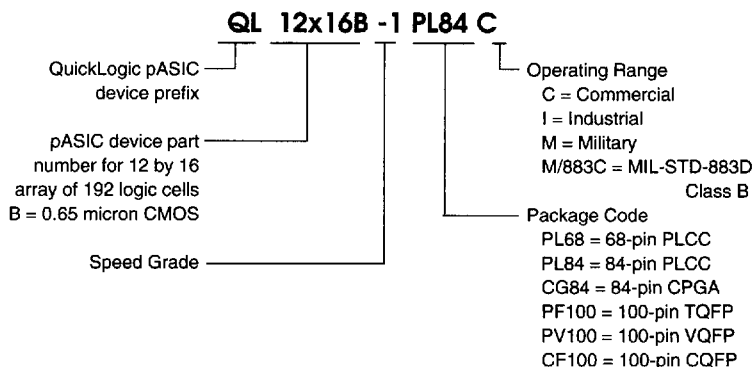 QL 12x16B -1 PL84 C
QuickLogic pASIC
device prefix
pASIC device part
number for 12 by 16
array of 192 logic cells
B = 0.65 micron CMOS
Speed Grade
Operating Range
C = Commercial
I = Industrial
M = Military
M/883C = MIL-STD-883D
Class B
Package Code
PL68 = 68-pin PLCC
PL84 = 84-pin PLCC
CG84 = 84-pin CPGA
PF100 = 100-pin TQFP
PV100 = 100-pin VQFP
CF100 = 100-pin CQFP